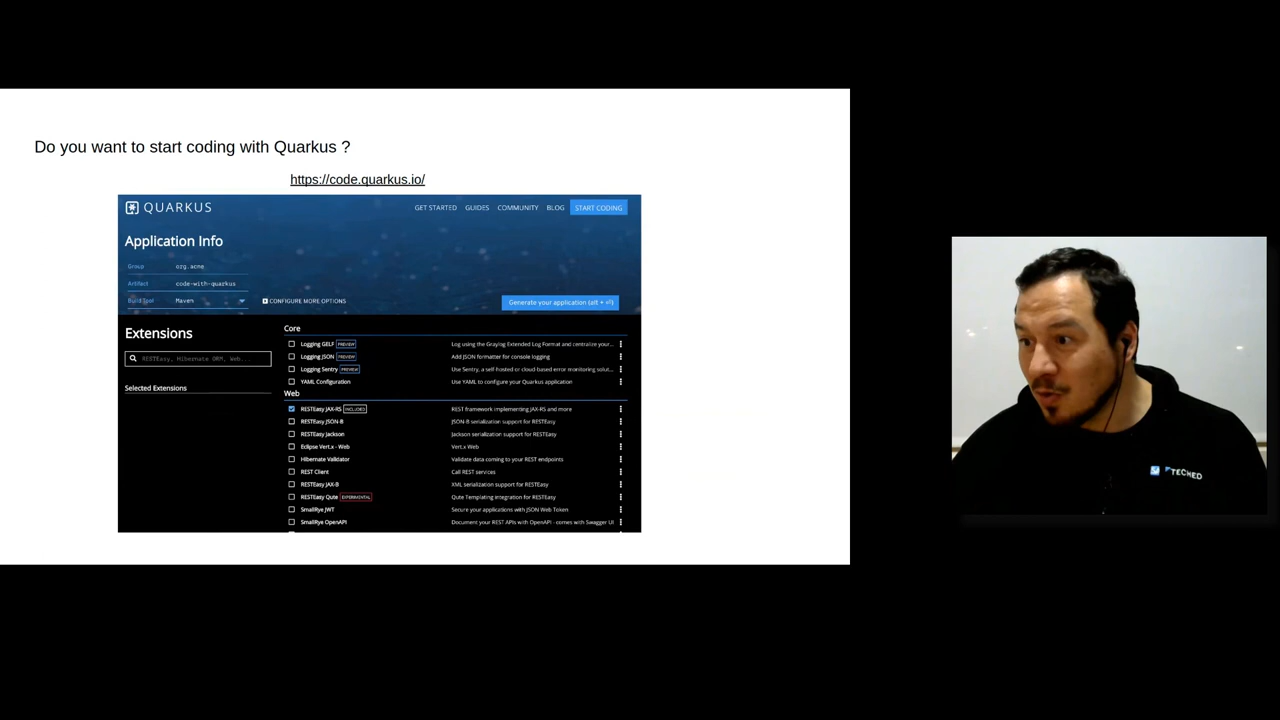 Do you want to start coding with Quarkus ?
https://code.quarkus.io/
QUARKUS
GET STARTED GUIDES COMMUNITY BLOG START CODING
Application Info
Group org.acme
Artifact code-with-quarkus
Build Tool Maven
CONFIGURE MORE OPTIONS
Generate your application (alt + ⏎)
Extensions
RESTEasy, Hibernate ORM, Web...
Selected Extensions
Core
Logging GELF PREVIEW Log using the Graylog Extended Log Format and centralize your...
Logging JSON PREVIEW Add JSON formatter for console logging
Logging Sentry PREVIEW Use Sentry, a self-hosted or cloud-based error monitoring solut...
YAML Configuration Use YAML to configure your Quarkus application
Web
RESTEasy JAX-RS INCLUDED REST framework implementing JAX-RS and more
RESTEasy JSON-B JSON-B serialization support for RESTEasy
RESTEasy Jackson Jackson serialization support for RESTEasy
Eclipse Vert.x - Web Vert.x Web
Hibernate Validator Validate data coming to your REST endpoints
REST Client Call REST services
RESTEasy JAX-B XML serialization support for RESTEasy
RESTEasy Qute EXPERIMENTAL Qute Templating integration for RESTEasy
SmallRye JWT Secure your applications with JSON Web Token
SmallRye OpenAPI Document your REST APIs with OpenAPI - comes with Swagger UI
TECHED